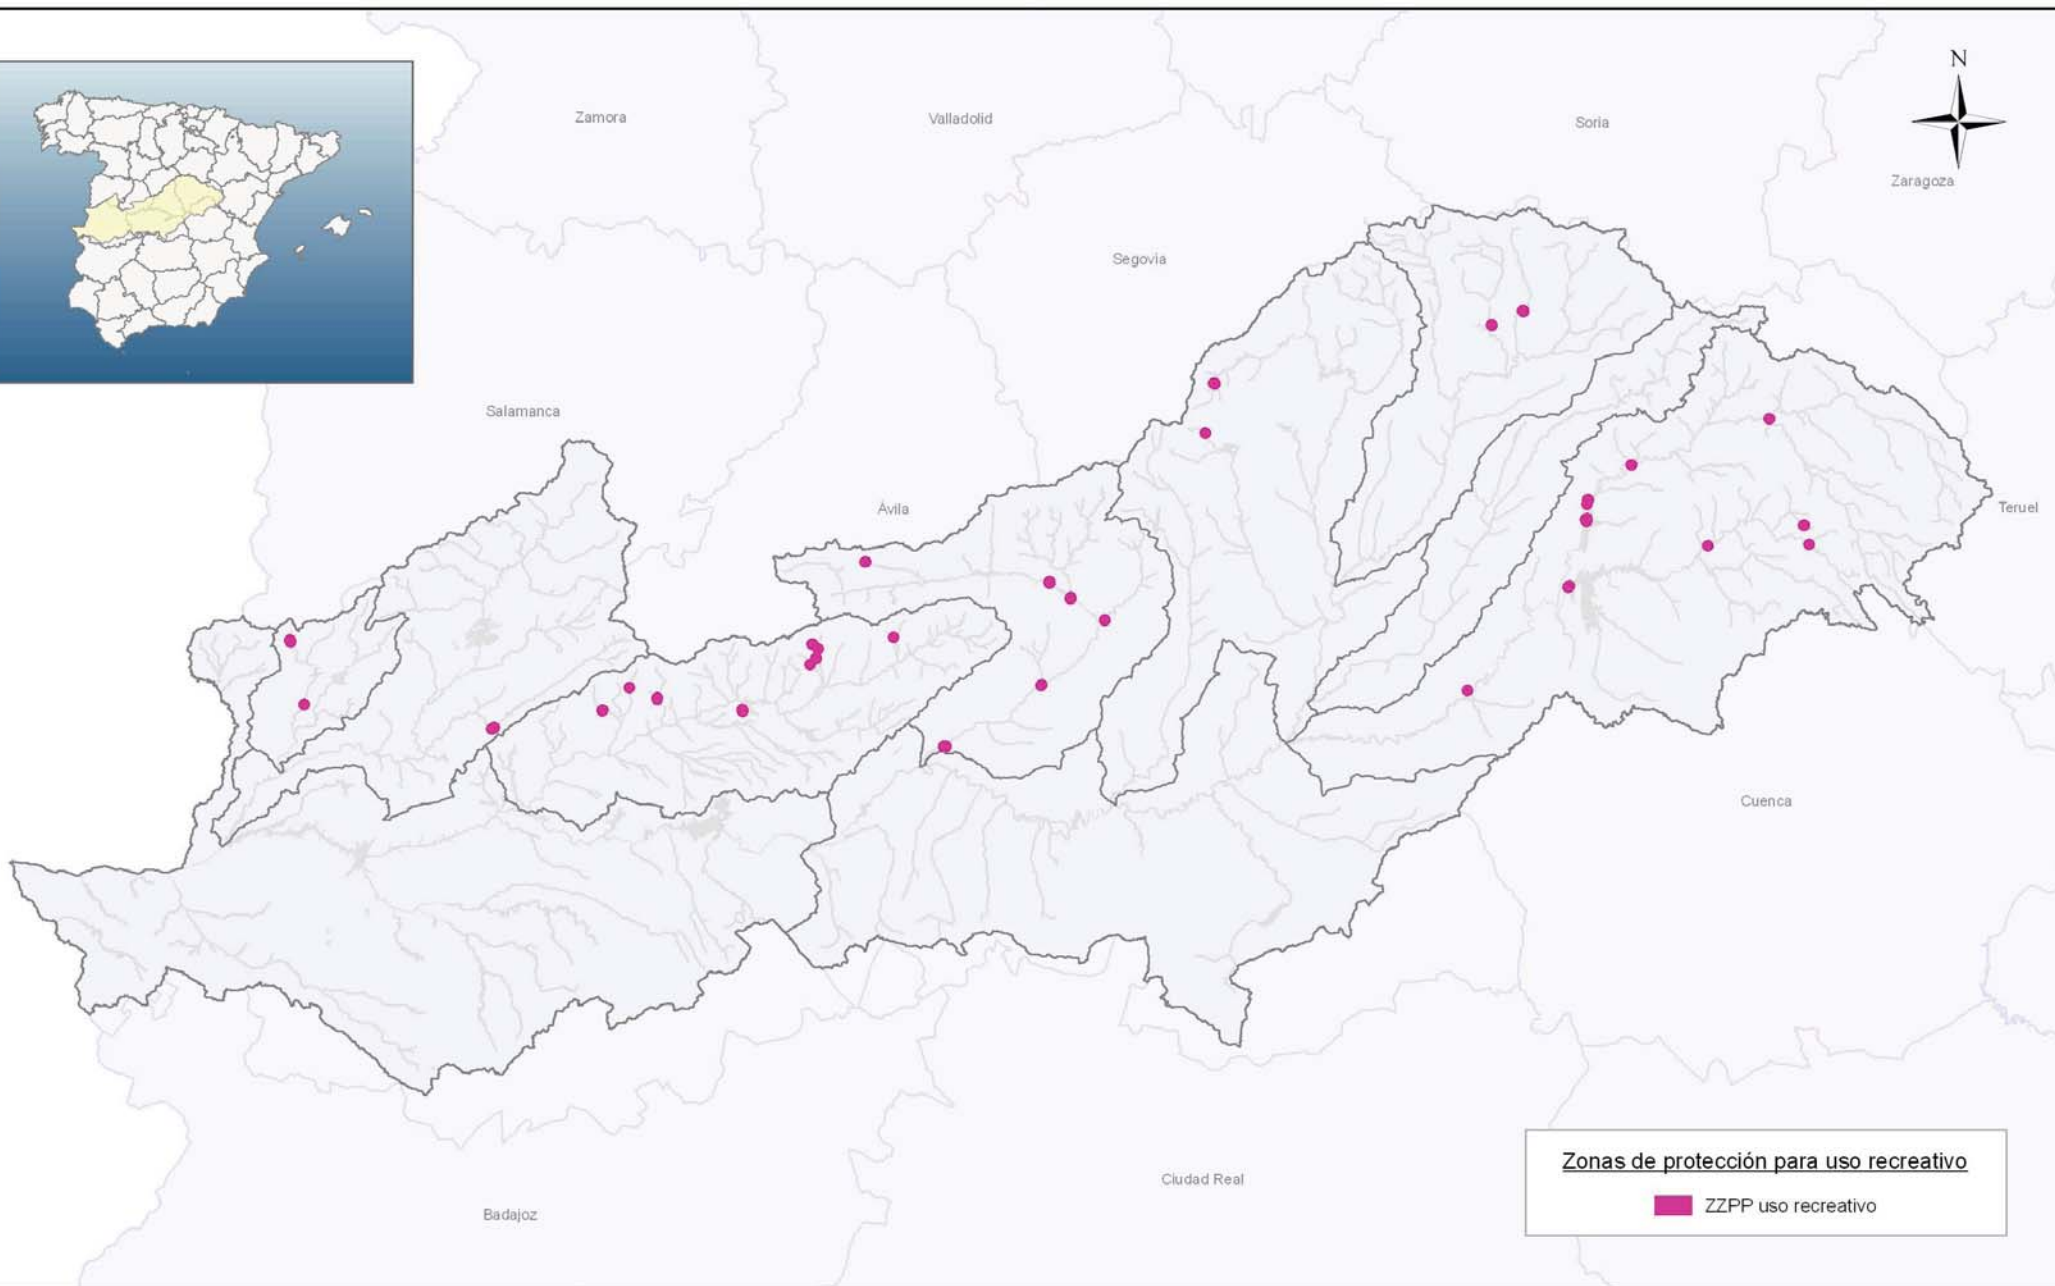 N
Zamora
Valladolid
Soria
Zaragoza
Segovia
Salamanca
Ávila
Teruel
Cuenca
Ciudad Real
Badajoz
Zonas de protección para uso recreativo
ZZPP uso recreativo